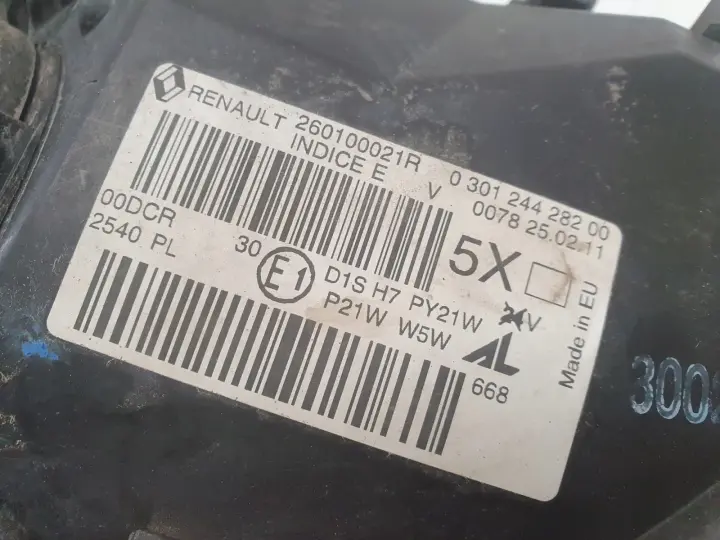 RENAULT 260100021R 0 301 244 282 00
INDICE E V 0078 25.02.11
00DCR
2540 PL
5X
30 E1 D1S H7 PY21W 24V
P21W W5W AL
668
Made in EU